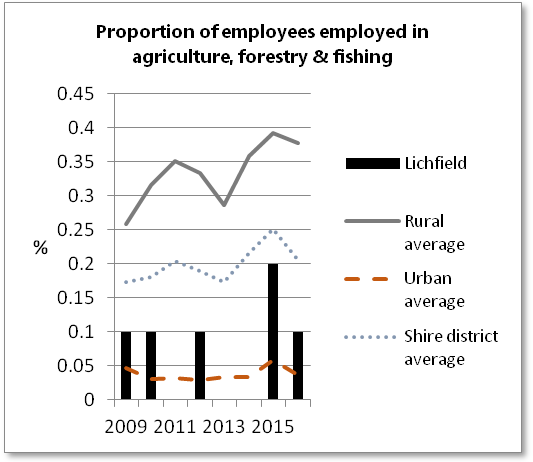 Proportion of employees employed in
agriculture, forestry & fishing
0.45
0.4
0.35
0.3
0.25
0.2
0.15
0.1
0.05
0
%
2009 2011 2013 2015
Lichfield
Rural
average
Urban
average
Shire district
average